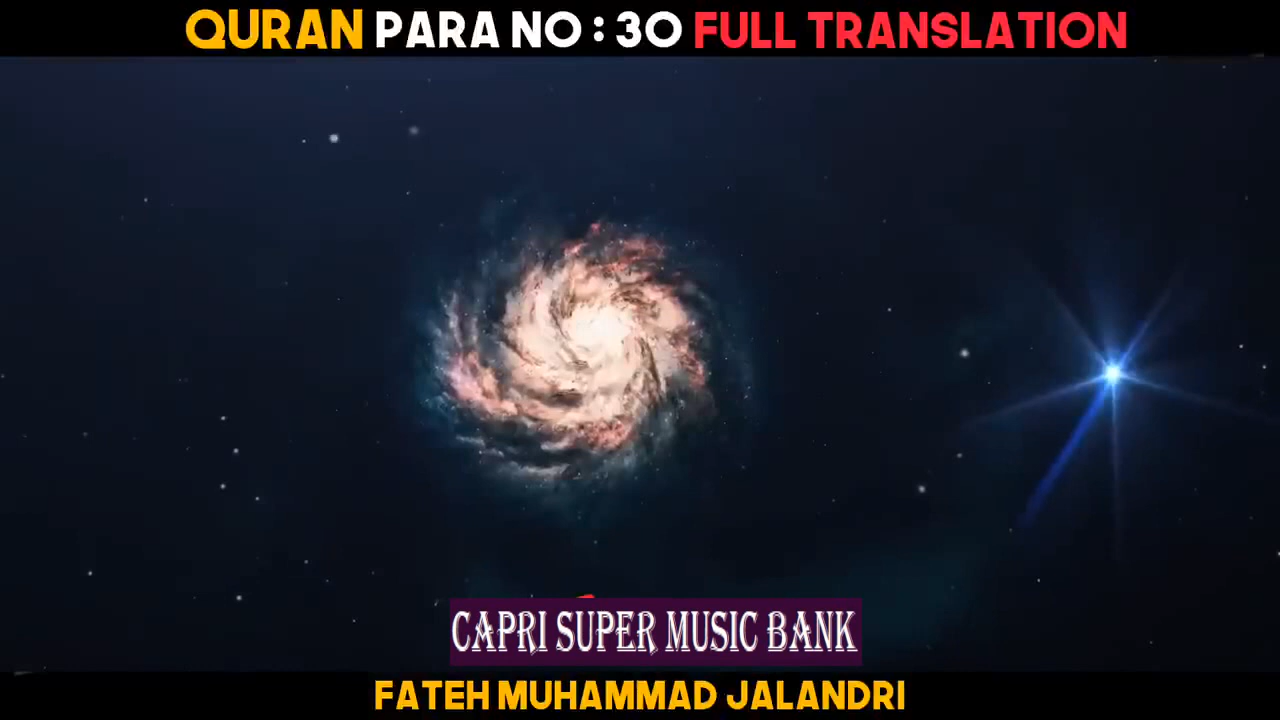 QURAN PARA NO : 30 FULL TRANSLATION
CAPRI SUPER MUSIC BANK
FATEH MUHAMMAD JALANDRI